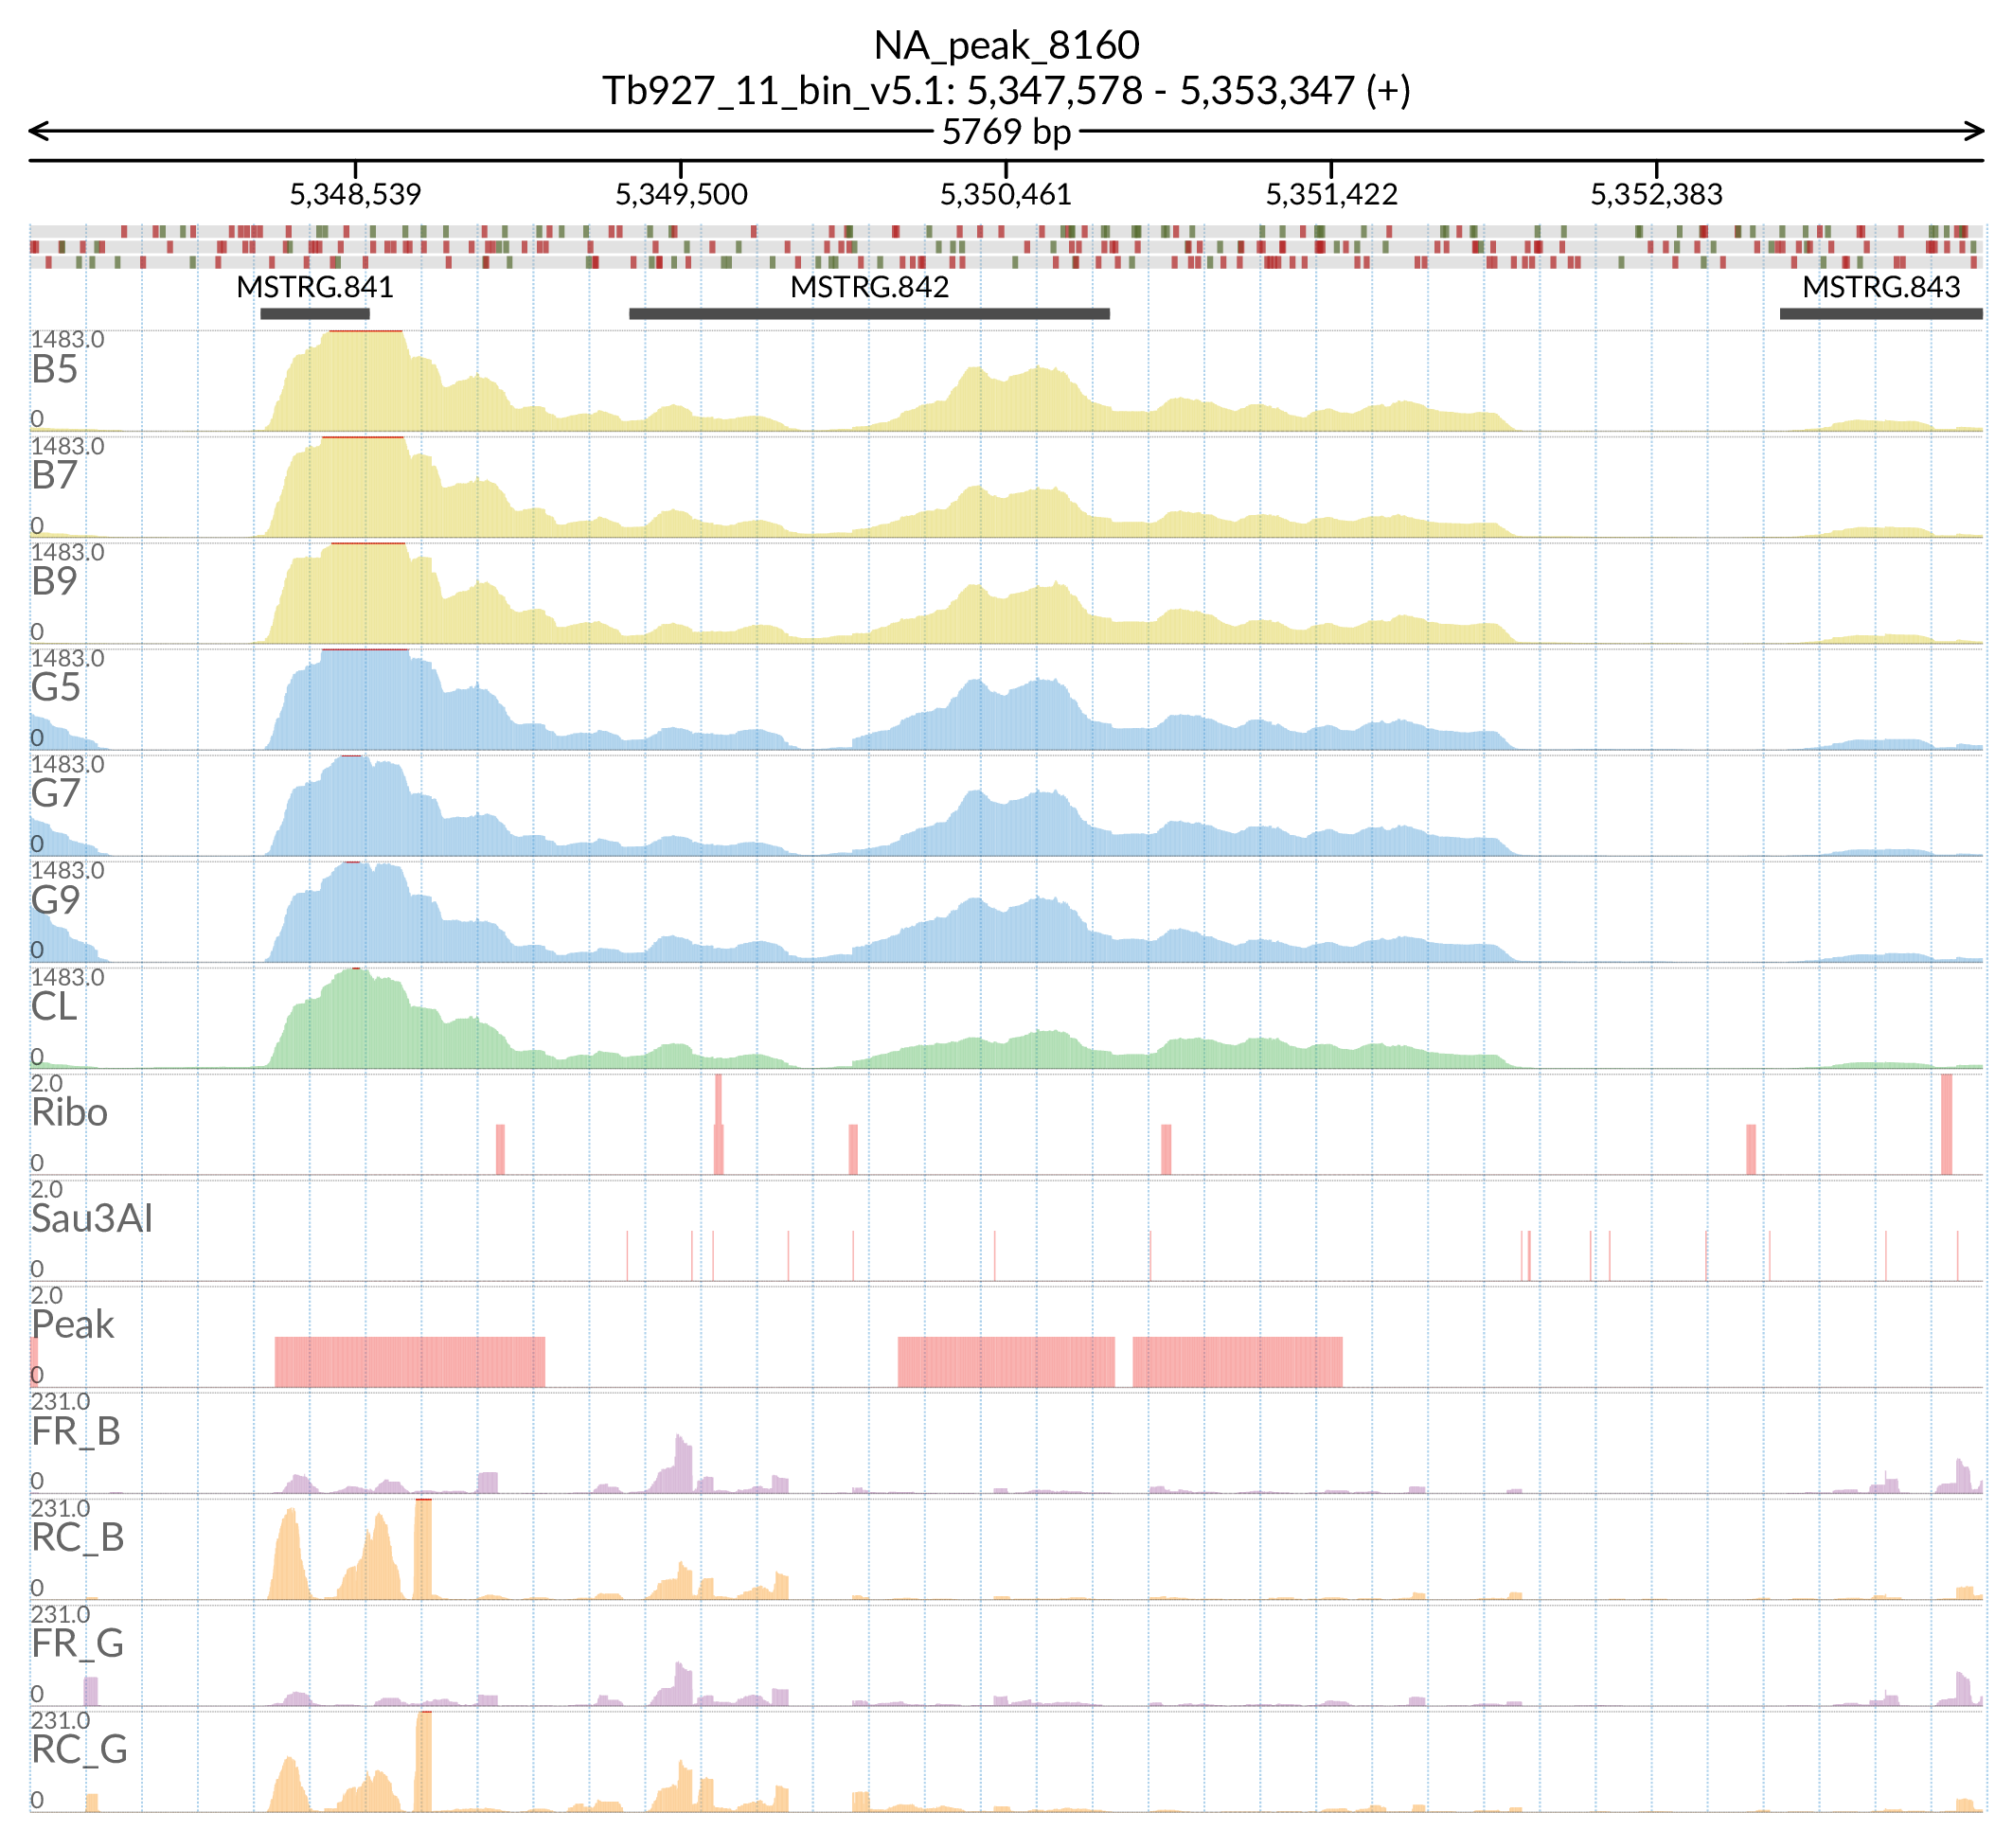 NA_peak_8160
Tb927_11_bin_v5.1: 5,347,578 - 5,353,347 (+)
5769 bp
5,348,539 5,349,500 5,350,461 5,351,422 5,352,383
MSTRG.841 MSTRG.842 MSTRG.843
1483.0
B5
0
1483.0
B7
0
1483.0
B9
0
1483.0
G5
0
1483.0
G7
0
1483.0
G9
0
1483.0
CL
0
2.0
Ribo
0
2.0
Sau3AI
0
2.0
Peak
0
231.0
FR_B
0
231.0
RC_B
0
231.0
FR_G
0
231.0
RC_G
0